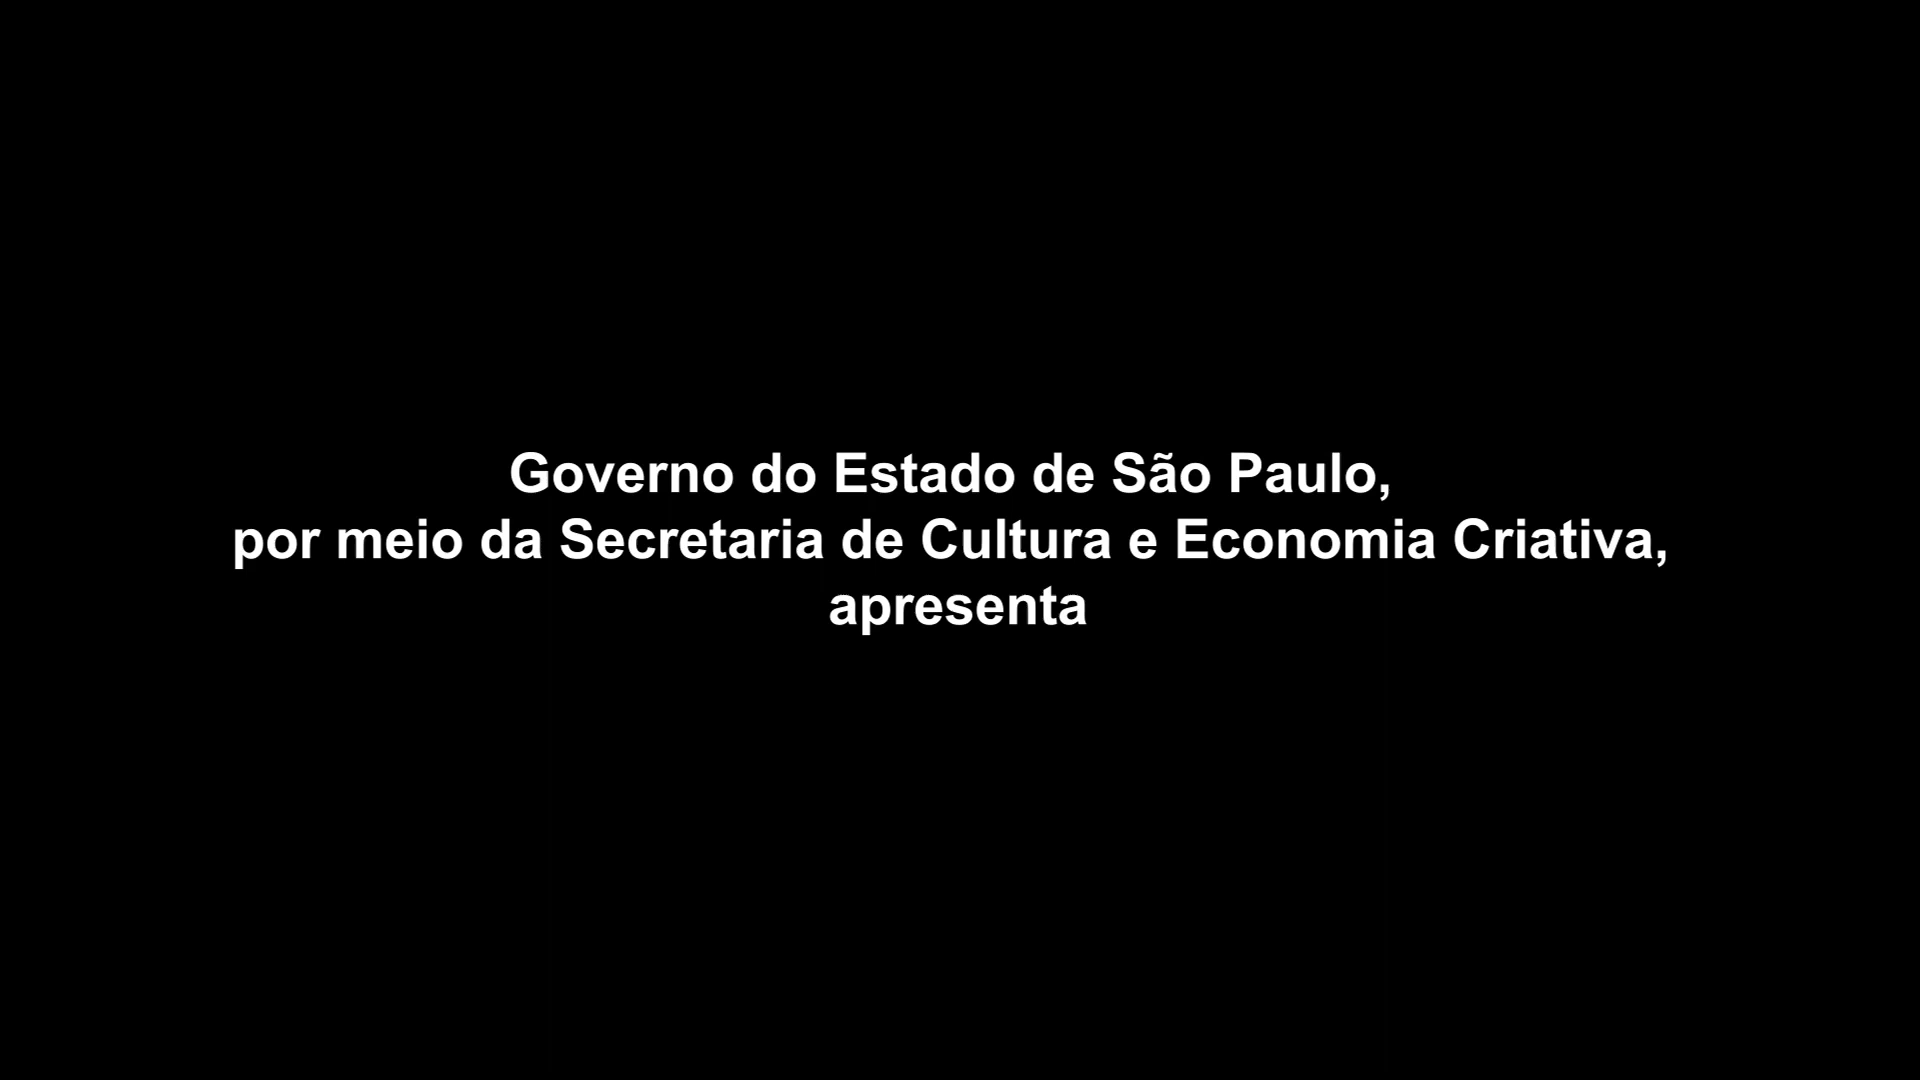 Governo do Estado de São Paulo,
por meio da Secretaria de Cultura e Economia Criativa,
apresenta